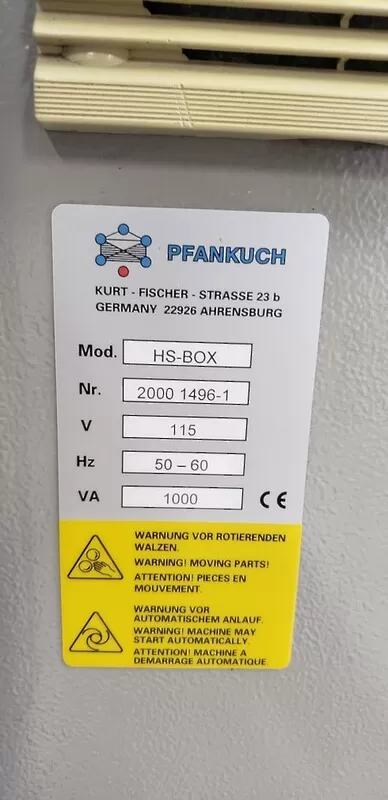 PFANKUCH
KURT - FISCHER - STRASSE 23 b
GERMANY 22926 AHRENSBURG
Mod. HS-BOX
Nr. 2000 1496-1
V 115
Hz 50 – 60
VA 1000 CE
WARNUNG VOR ROTIERENDEN
WALZEN.
WARNING! MOVING PARTS!
ATTENTION! PIECES EN
MOUVEMENT.
WARNUNG VOR
AUTOMATISCHEM ANLAUF.
WARNING! MACHINE MAY
START AUTOMATICALLY.
ATTENTION! MACHINE A
DEMARRAGE AUTOMATIQUE.